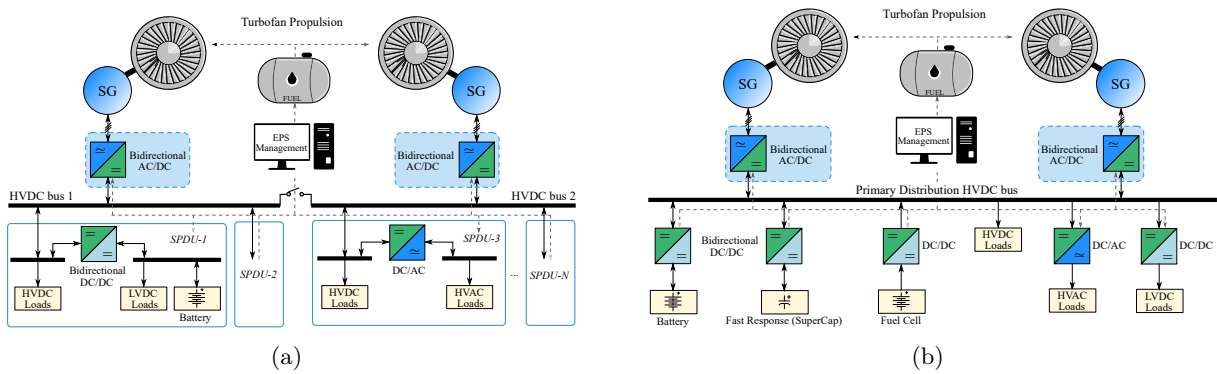 Turbofan Propulsion
SG
SG
FUEL
EPS
Management
Bidirectional
AC/DC
Bidirectional
AC/DC
HVDC bus 1
HVDC bus 2
SPDU-1
SPDU-2
SPDU-3
SPDU-N
...
Bidirectional
DC/DC
DC/AC
HVDC
Loads
LVDC
Loads
Battery
HVDC
Loads
HVAC
Loads
(a)
Turbofan Propulsion
SG
SG
FUEL
EPS
Management
Bidirectional
AC/DC
Bidirectional
AC/DC
Primary Distribution HVDC bus
Bidirectional
DC/DC
DC/DC
HVDC
Loads
DC/AC
DC/DC
Battery
Fast Response (SuperCap)
Fuel Cell
HVAC
Loads
LVDC
Loads
(b)